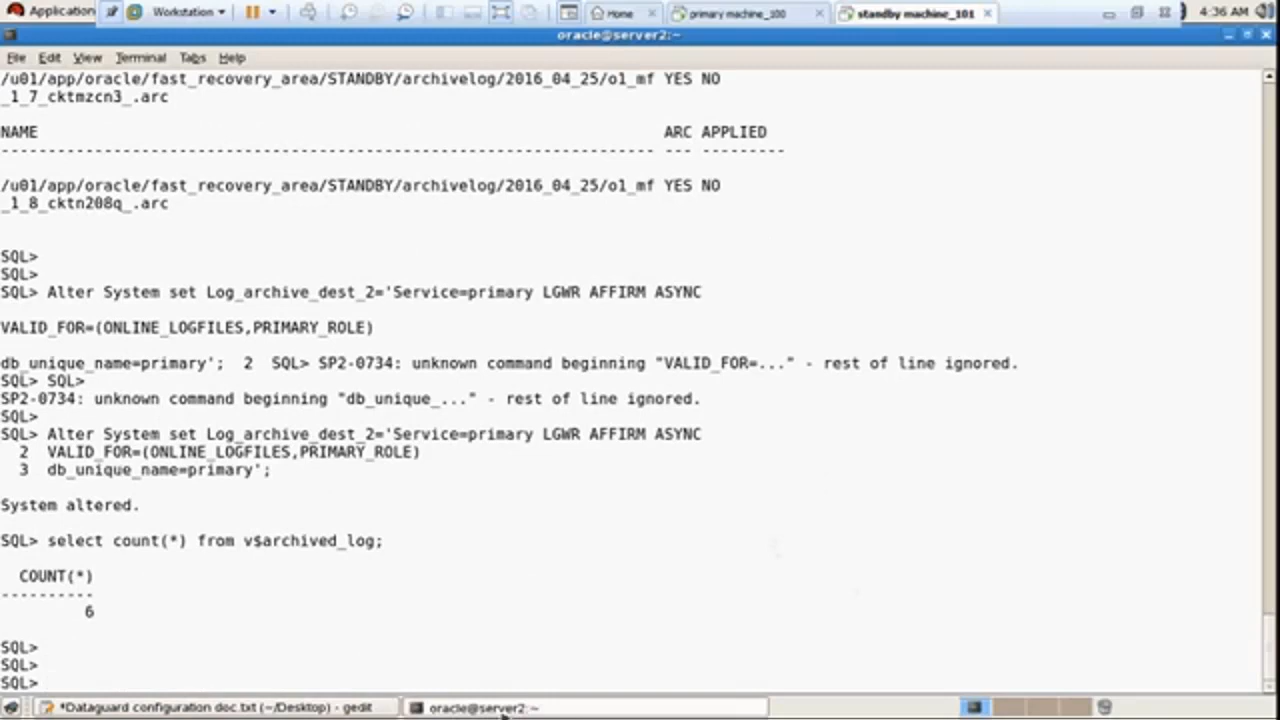 Application Workstation Home primary machine_100 standby machine_101 4:36 AM
oracle@server2:~
File Edit View Terminal Tabs Help
/u01/app/oracle/fast_recovery_area/STANDBY/archivelog/2016_04_25/o1_mf YES NO
_1_7_cktmzcn3_.arc
NAME ARC APPLIED
-------------------------------------------------------------------------------- --- ---------
/u01/app/oracle/fast_recovery_area/STANDBY/archivelog/2016_04_25/o1_mf YES NO
_1_8_cktn208q_.arc
SQL>
SQL>
SQL> Alter System set Log_archive_dest_2='Service=primary LGWR AFFIRM ASYNC
VALID_FOR=(ONLINE_LOGFILES,PRIMARY_ROLE)
db_unique_name=primary'; 2 SQL> SP2-0734: unknown command beginning "VALID_FOR=..." - rest of line ignored.
SQL> SQL>
SP2-0734: unknown command beginning "db_unique_..." - rest of line ignored.
SQL>
SQL> Alter System set Log_archive_dest_2='Service=primary LGWR AFFIRM ASYNC
2 VALID_FOR=(ONLINE_LOGFILES,PRIMARY_ROLE)
3 db_unique_name=primary';
System altered.
SQL> select count(*) from v$archived_log;
COUNT(*)
----------
6
SQL>
SQL>
SQL>
*Dataguard configuration doc.txt (~/Desktop) - gedit oracle@server2:~